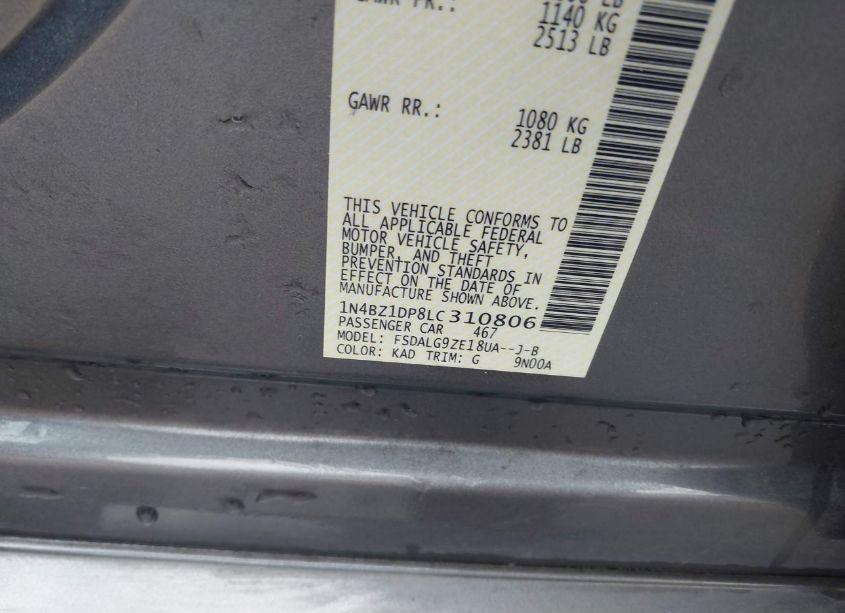 GAWR FR.:
1140 KG
2513 LB
GAWR RR.:
1080 KG
2381 LB
THIS VEHICLE CONFORMS TO
ALL APPLICABLE FEDERAL
MOTOR VEHICLE SAFETY,
BUMPER, AND THEFT
PREVENTION STANDARDS IN
EFFECT ON THE DATE OF
MANUFACTURE SHOWN ABOVE.
1N4BZ1DP8LC310806
PASSENGER CAR 467
MODEL: FSDALG9ZE18UA--J-B
COLOR: KAD TRIM: G 9N00A